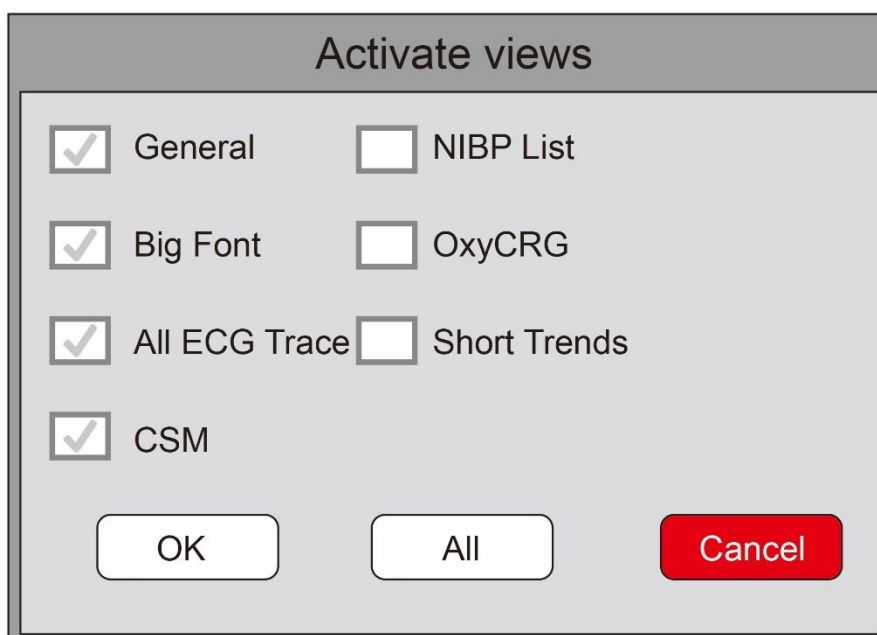 Activate views
General
NIBP List
Big Font
OxyCRG
All ECG Trace
Short Trends
CSM
OK
All
Cancel